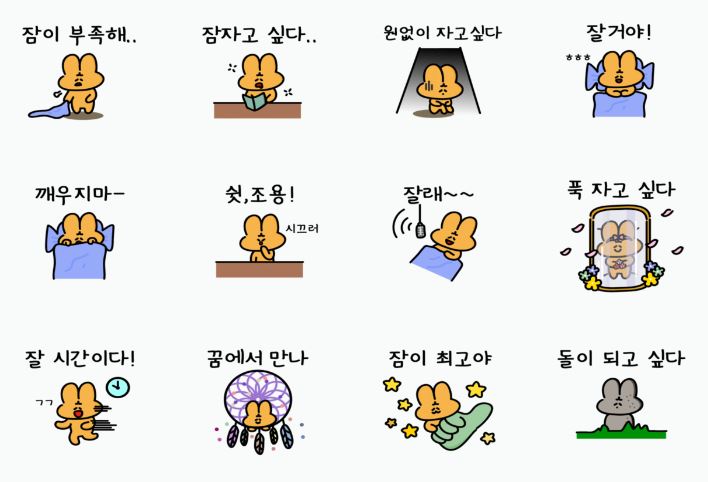 잠이 부족해..
잠자고 싶다..
원없이 자고싶다
잘거야!
ㅎㅎㅎ
깨우지마-
쉿,조용!
시끄러
잘래~~
푹 자고 싶다
잘 시간이다!
ㄱㄱ
꿈에서 만나
잠이 최고야
돌이 되고 싶다